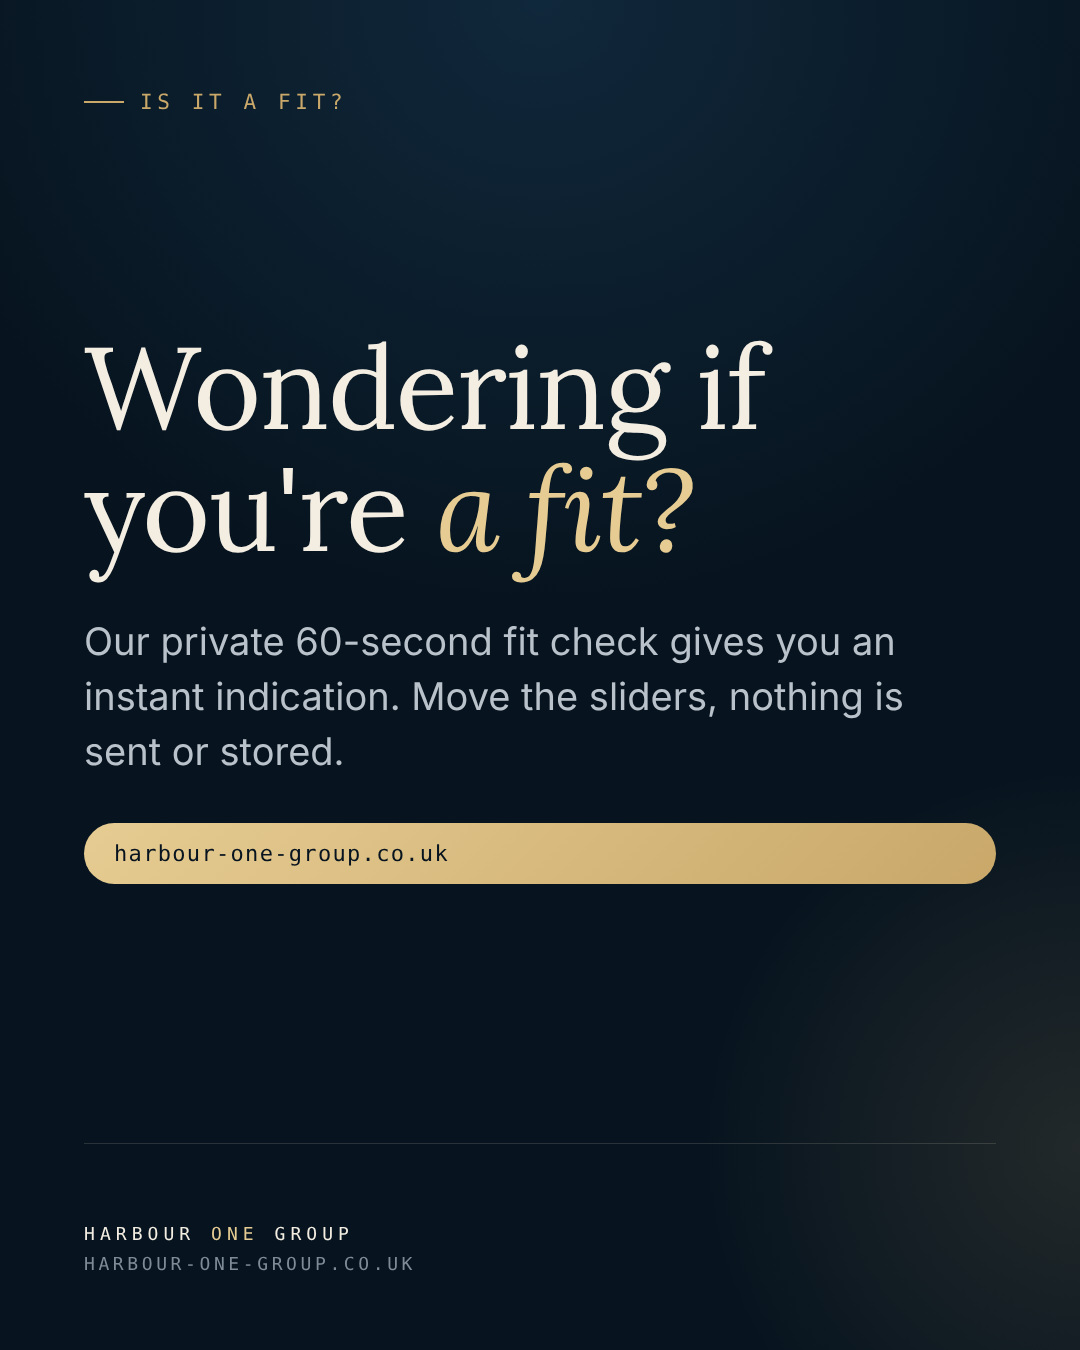 IS IT A FIT?
Wondering if
you're a fit?
Our private 60-second fit check gives you an
instant indication. Move the sliders, nothing is
sent or stored.
harbour-one-group.co.uk
HARBOUR ONE GROUP
HARBOUR-ONE-GROUP.CO.UK